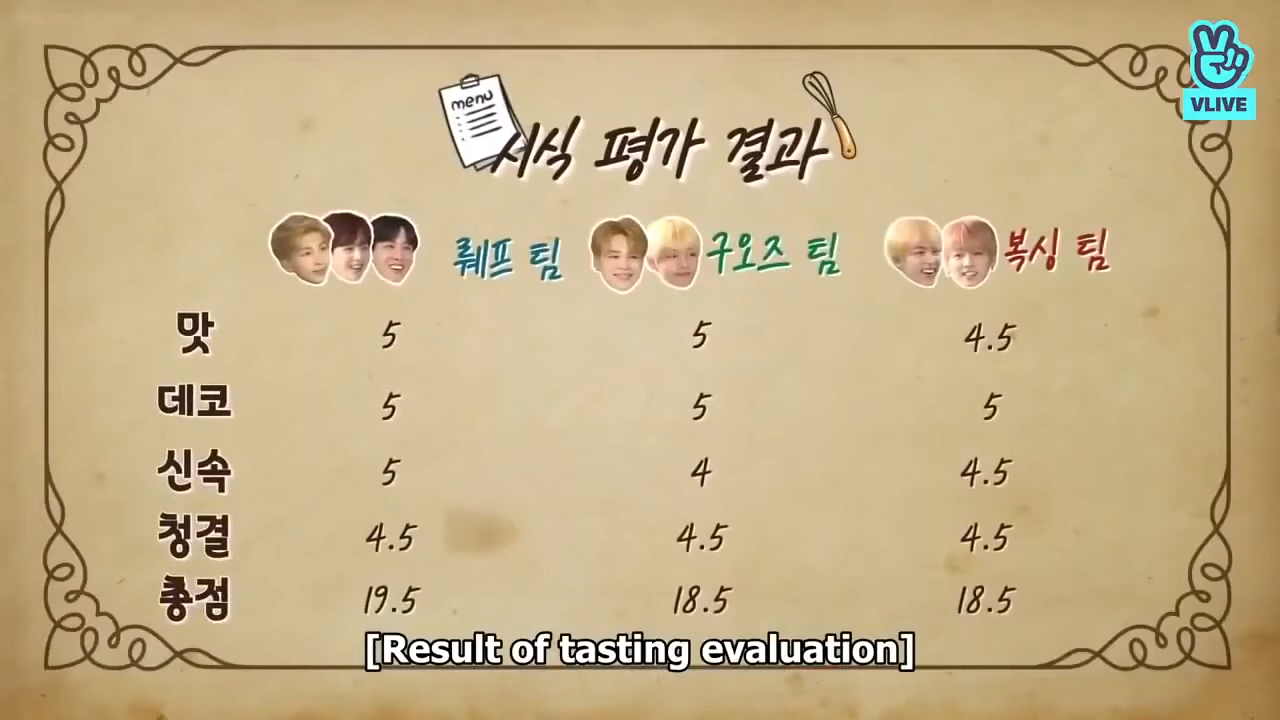 VLIVE
menu
시식 평가 결과
뤠프 팀 구오즈 팀 복싱 팀
맛 5 5 4.5
데코 5 5 5
신속 5 4 4.5
청결 4.5 4.5 4.5
총점 19.5 18.5 18.5
[Result of tasting evaluation]